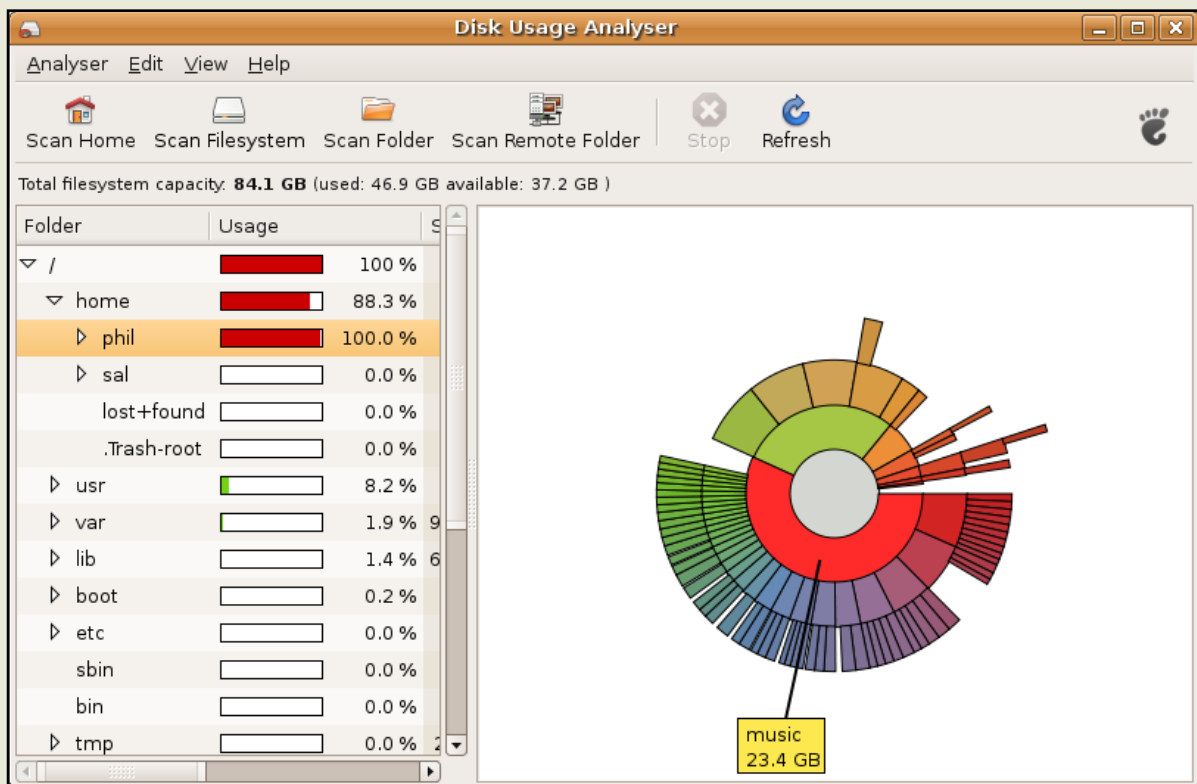 Disk Usage Analyser
Analyser Edit View Help
Scan Home Scan Filesystem Scan Folder Scan Remote Folder Stop Refresh
Total filesystem capacity: 84.1 GB (used: 46.9 GB available: 37.2 GB )
Folder Usage S
/ 100 %
home 88.3 %
phil 100.0 %
sal 0.0 %
lost+found 0.0 %
.Trash-root 0.0 %
usr 8.2 %
var 1.9 % 9
lib 1.4 % 6
boot 0.2 %
etc 0.0 %
sbin 0.0 %
bin 0.0 %
tmp 0.0 % 2
music
23.4 GB